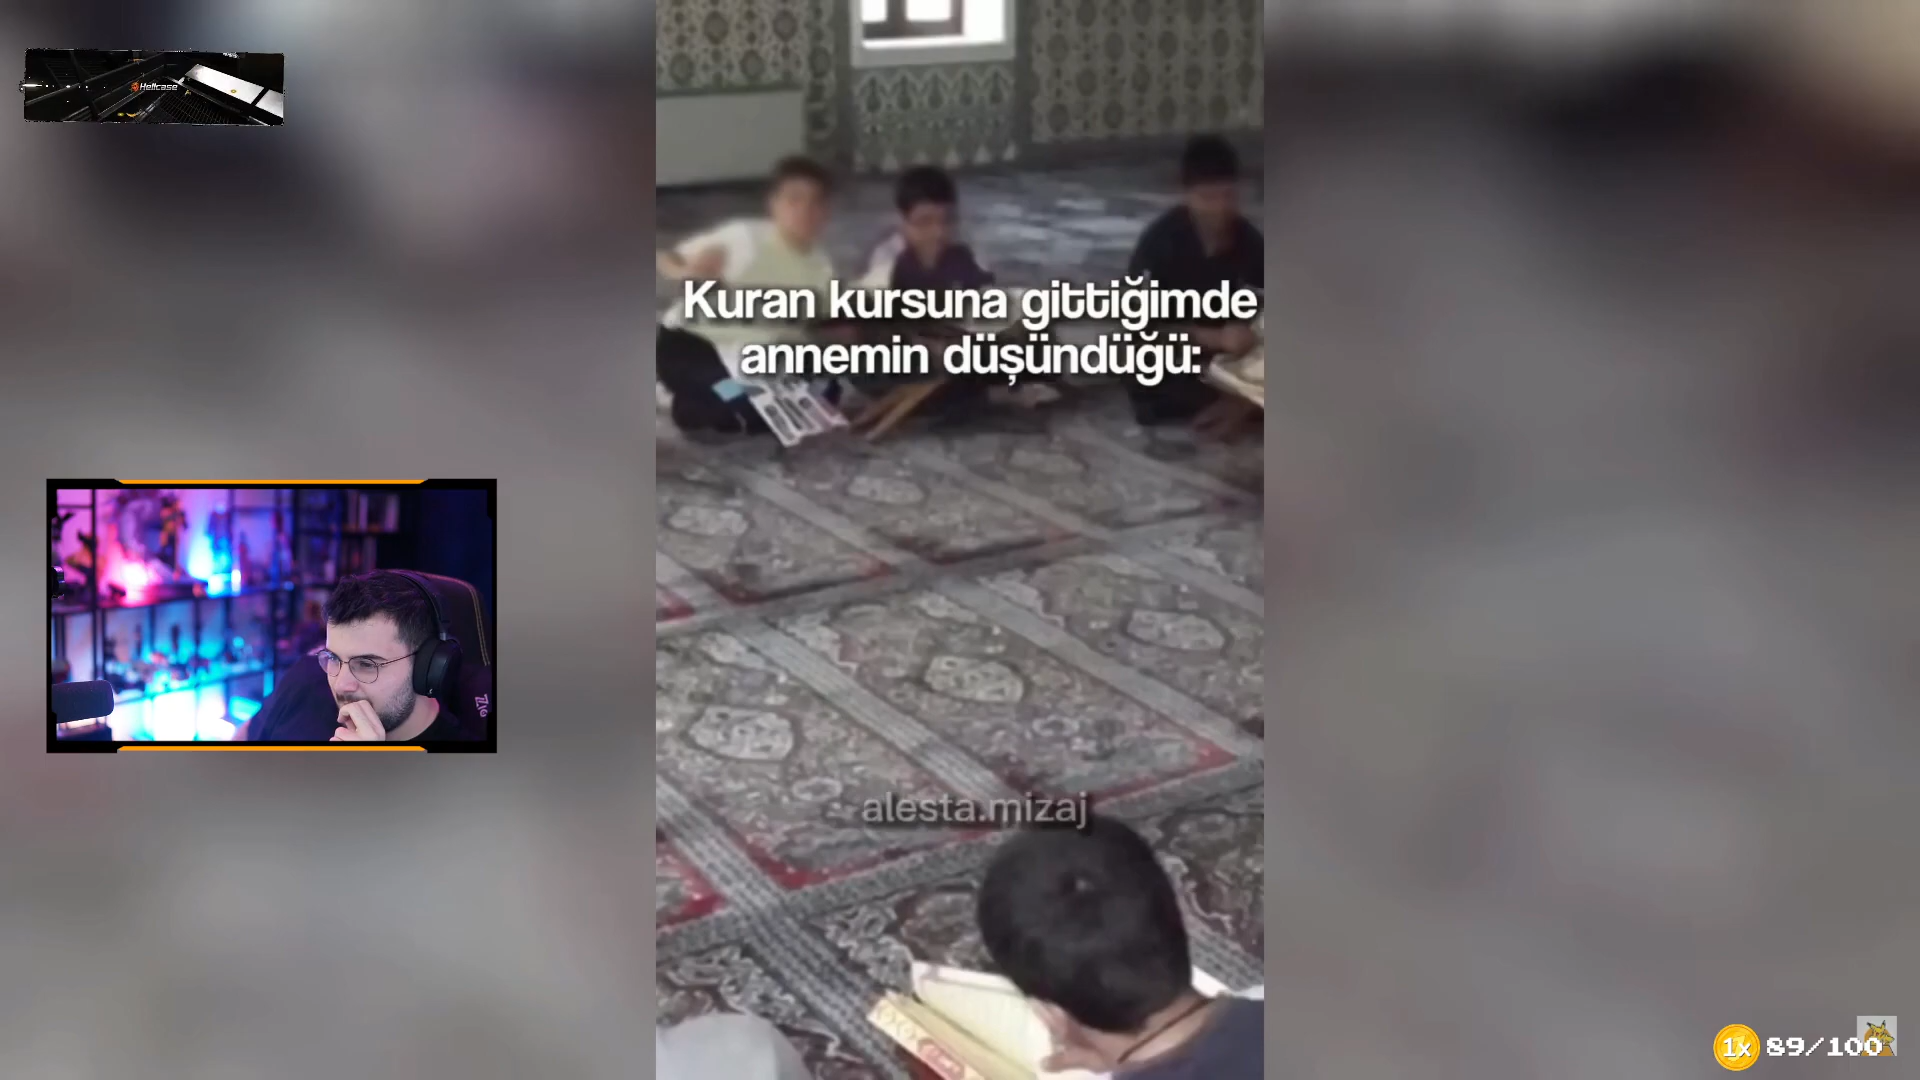 Hellcase
Kuran kursuna gittiğimde
annemin düşündüğü:
alesta.mizaj
1x 89/100